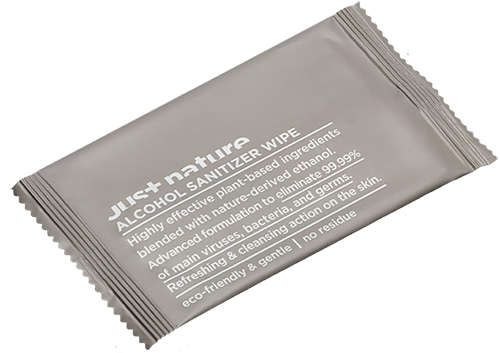 just nature
ALCOHOL SANITIZER WIPE
Highly effective plant-based ingredients
blended with nature-derived ethanol.
Advanced formulation to eliminate 99.99%
of main viruses, bacteria, and germs.
Refreshing & cleansing action on the skin.
eco-friendly & gentle | no residue